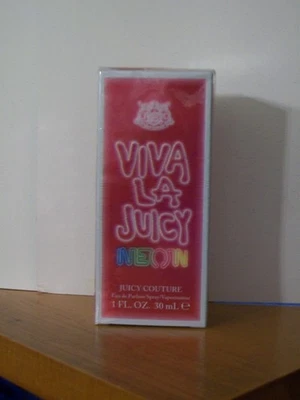 VIVA
LA
JUICY
NEON
JUICY COUTURE
Eau de Parfum Spray/Vaporisateur
1 FL. OZ. 30 mL ℮